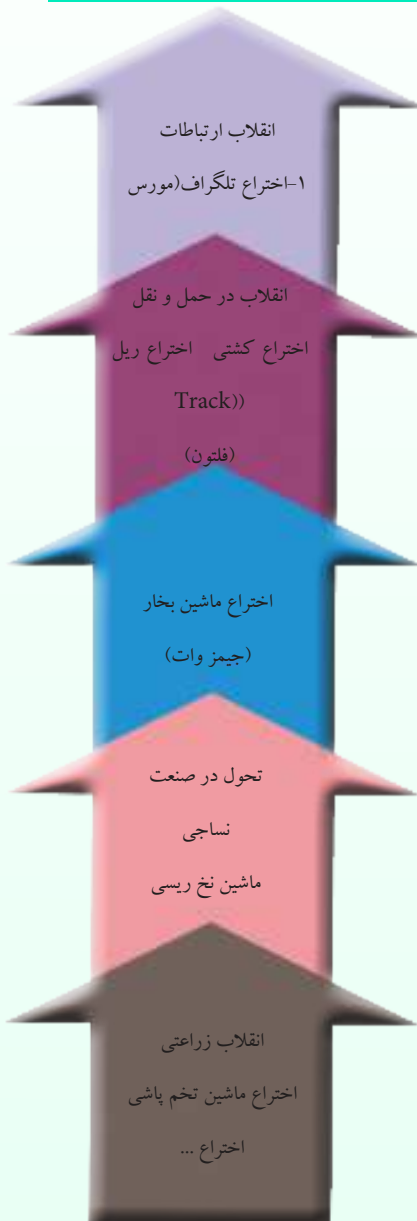 انقلاب ارتباطات
۱-اختراع تلگراف(مورس
انقلاب در حمل و نقل
اختراع کشتی اختراع ریل
Track))
(فلتون)
اختراع ماشین بخار
(جیمز وات)
تحول در صنعت
نساجی
ماشین نخ ریسی
انقلاب زراعتی
اختراع ماشین تخم پاشی
اختراع ...